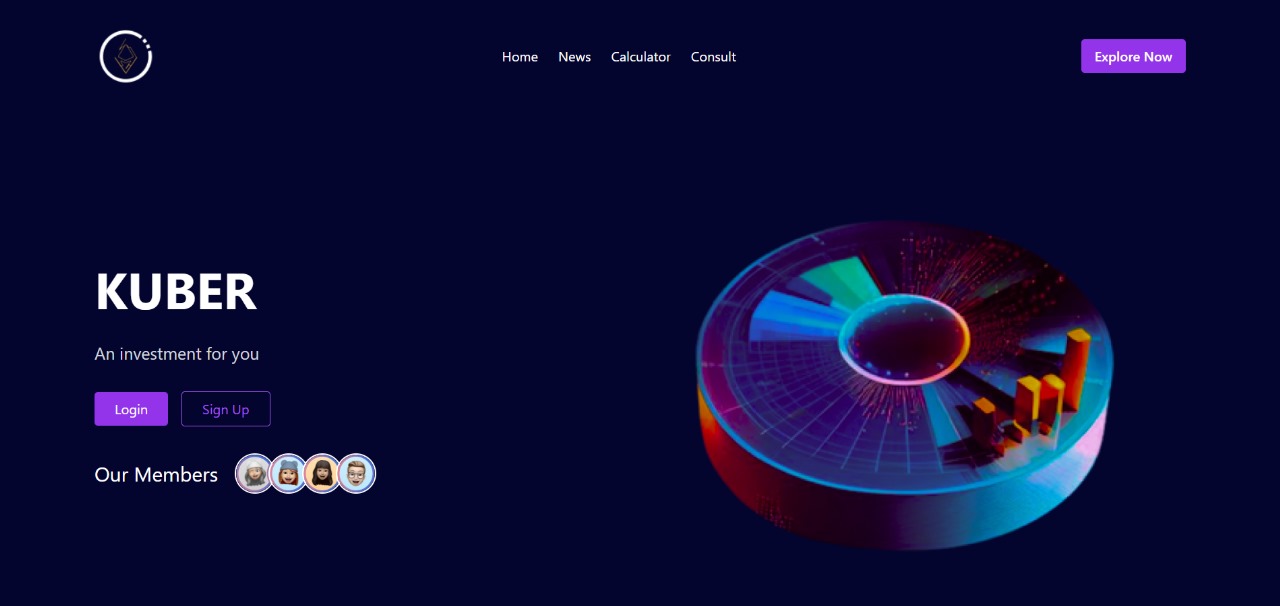 Home News Calculator Consult Explore Now
KUBER
An investment for you
Login Sign Up
Our Members